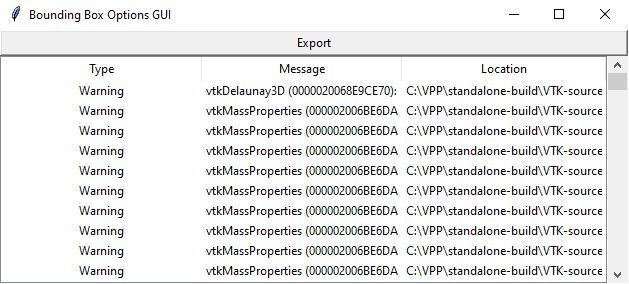 Bounding Box Options GUI
Export
Type Message Location
Warning vtkDelaunay3D (0000020068E9CE70): C:\VPP\standalone-build\VTK-source
Warning vtkMassProperties (000002006BE6DA C:\VPP\standalone-build\VTK-source
Warning vtkMassProperties (000002006BE6DA C:\VPP\standalone-build\VTK-source
Warning vtkMassProperties (000002006BE6DA C:\VPP\standalone-build\VTK-source
Warning vtkMassProperties (000002006BE6DA C:\VPP\standalone-build\VTK-source
Warning vtkMassProperties (000002006BE6DA C:\VPP\standalone-build\VTK-source
Warning vtkMassProperties (000002006BE6DA C:\VPP\standalone-build\VTK-source
Warning vtkMassProperties (000002006BE6DA C:\VPP\standalone-build\VTK-source
Warning vtkMassProperties (000002006BE6DA C:\VPP\standalone-build\VTK-source
Warning vtkMassProperties (000002006BE6DA C:\VPP\standalone-build\VTK-source